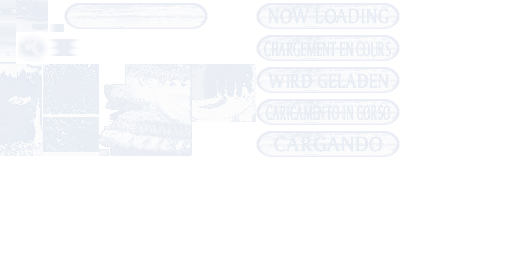 NOW LOADING
CHARGEMENT EN COURS
WIRD GELADEN
CARICAMENTO IN CORSO
CARGANDO